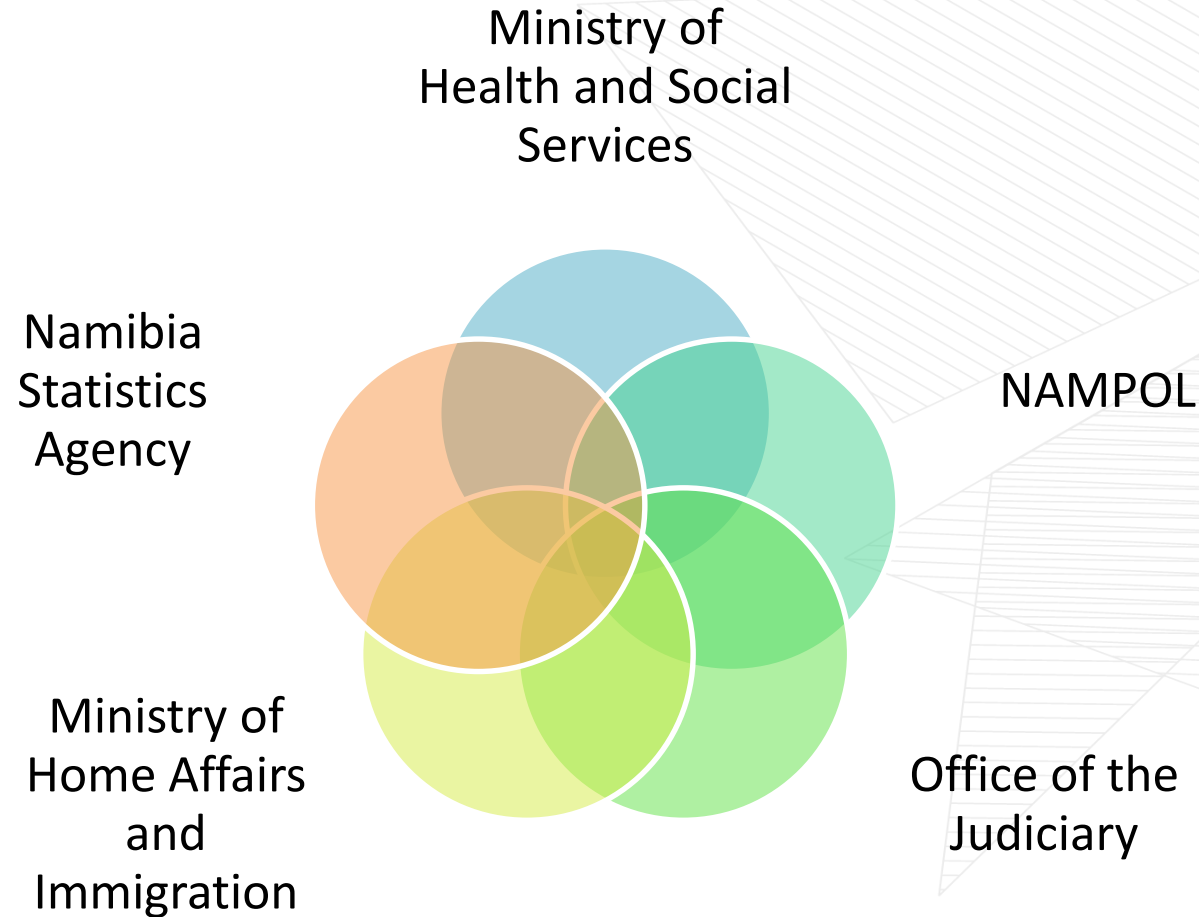 Ministry of
Health and Social
Services
Namibia
Statistics
Agency
NAMPOL
Ministry of
Home Affairs
and
Immigration
Office of the
Judiciary